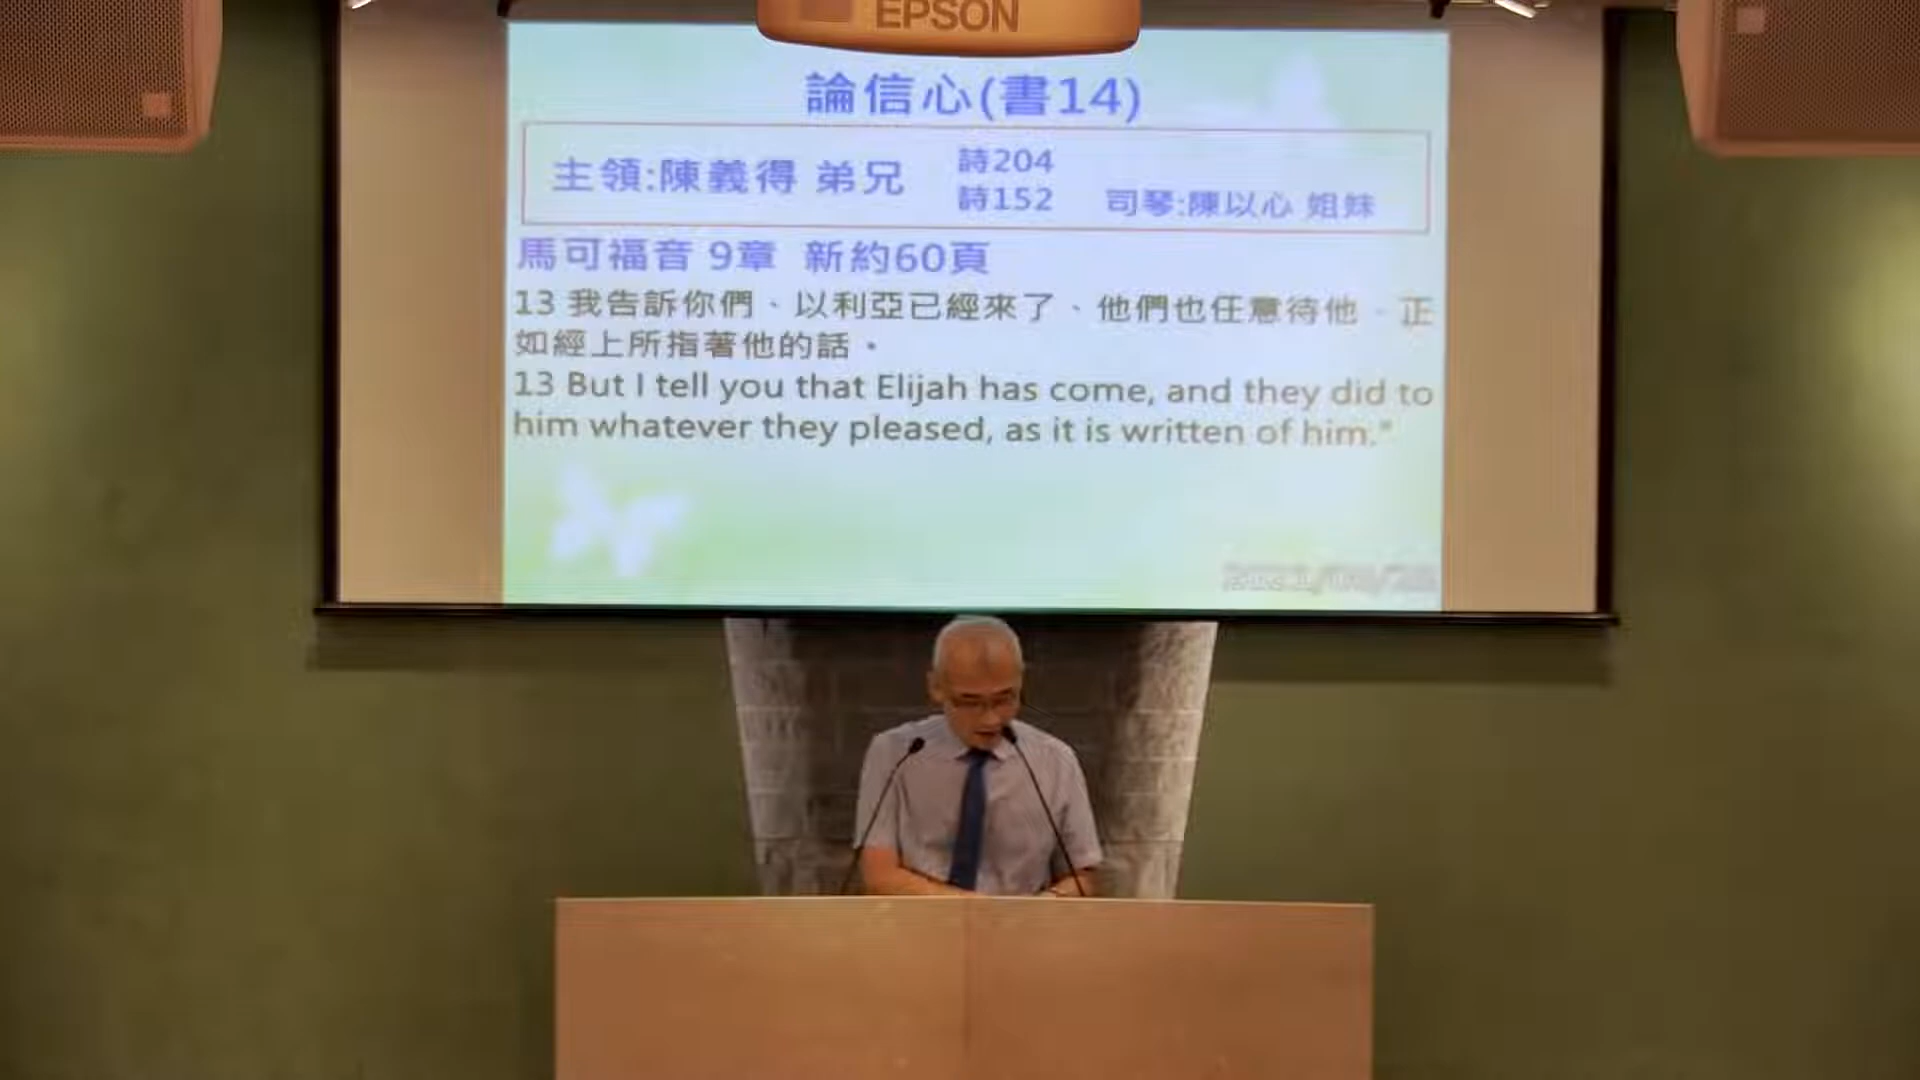 EPSON
論信心(書14)
主領:陳義得 弟兄
詩204
詩152
司琴:陳以心 姐妹
馬可福音 9章 新約60頁
13 我告訴你們、以利亞已經來了、他們也任意待他、正
如經上所指著他的話。
13 But I tell you that Elijah has come, and they did to
him whatever they pleased, as it is written of him."